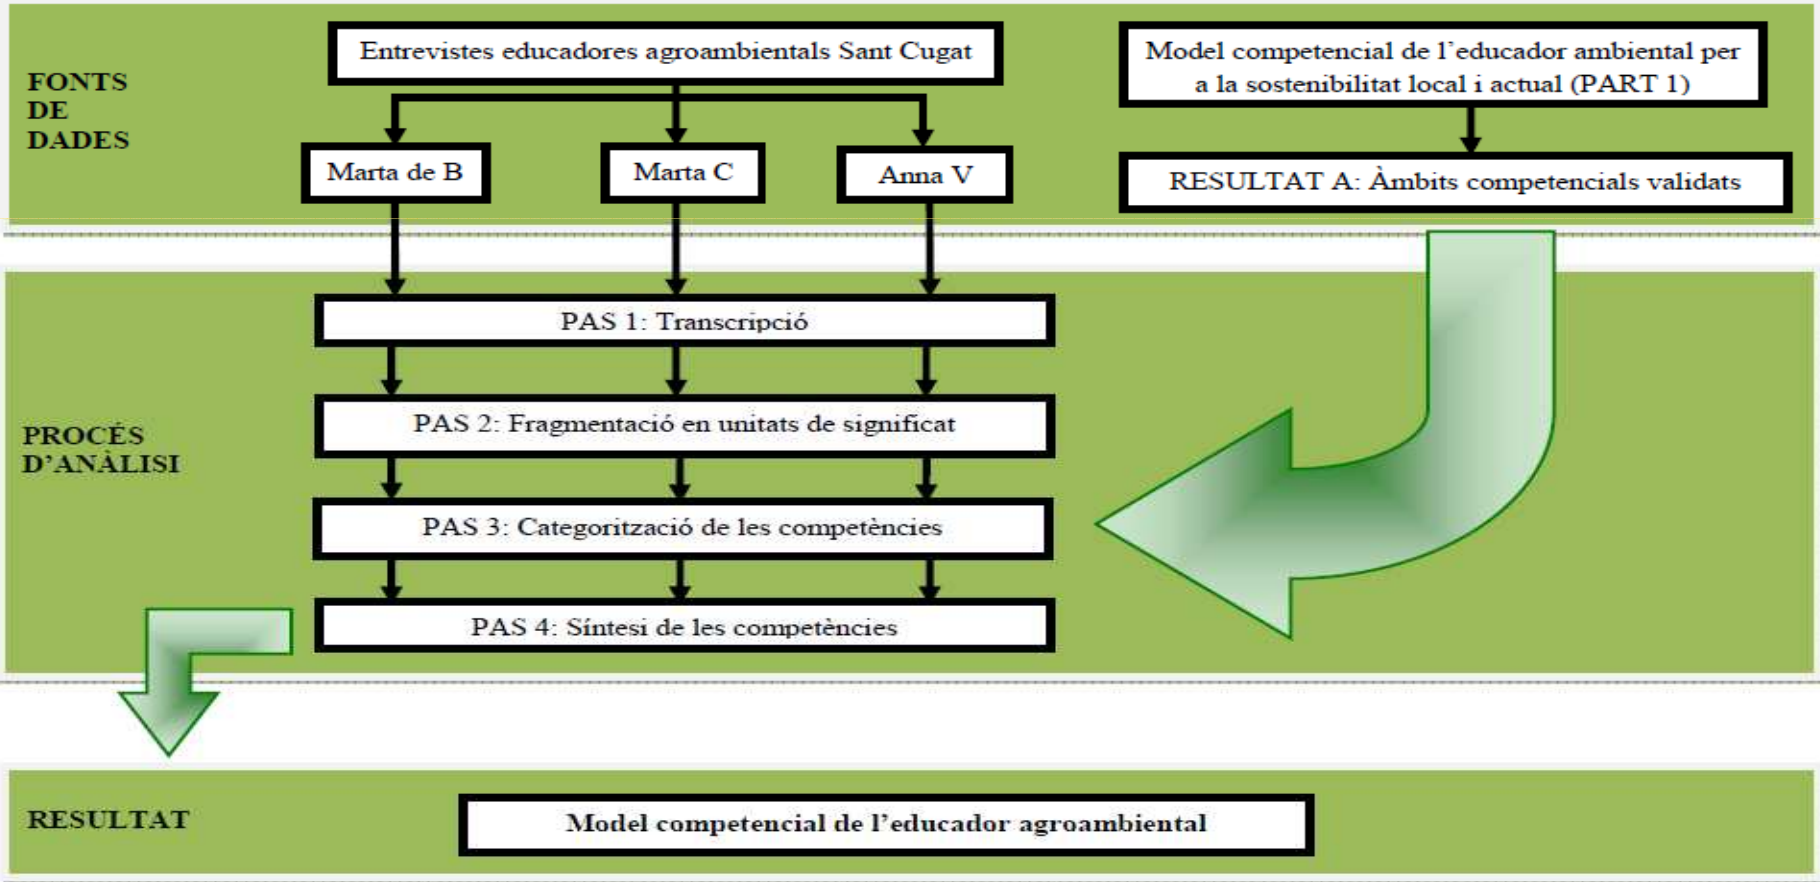 FONTS
DE
DADES
Entrevistes educadores agroambientals Sant Cugat
Marta de B
Marta C
Anna V
Model competencial de l’educador ambiental per
a la sostenibilitat local i actual (PART 1)
RESULTAT A: Àmbits competencials validats
PROCÉS
D’ANÀLISI
PAS 1: Transcripció
PAS 2: Fragmentació en unitats de significat
PAS 3: Categorització de les competències
PAS 4: Síntesi de les competències
RESULTAT
Model competencial de l’educador agroambiental